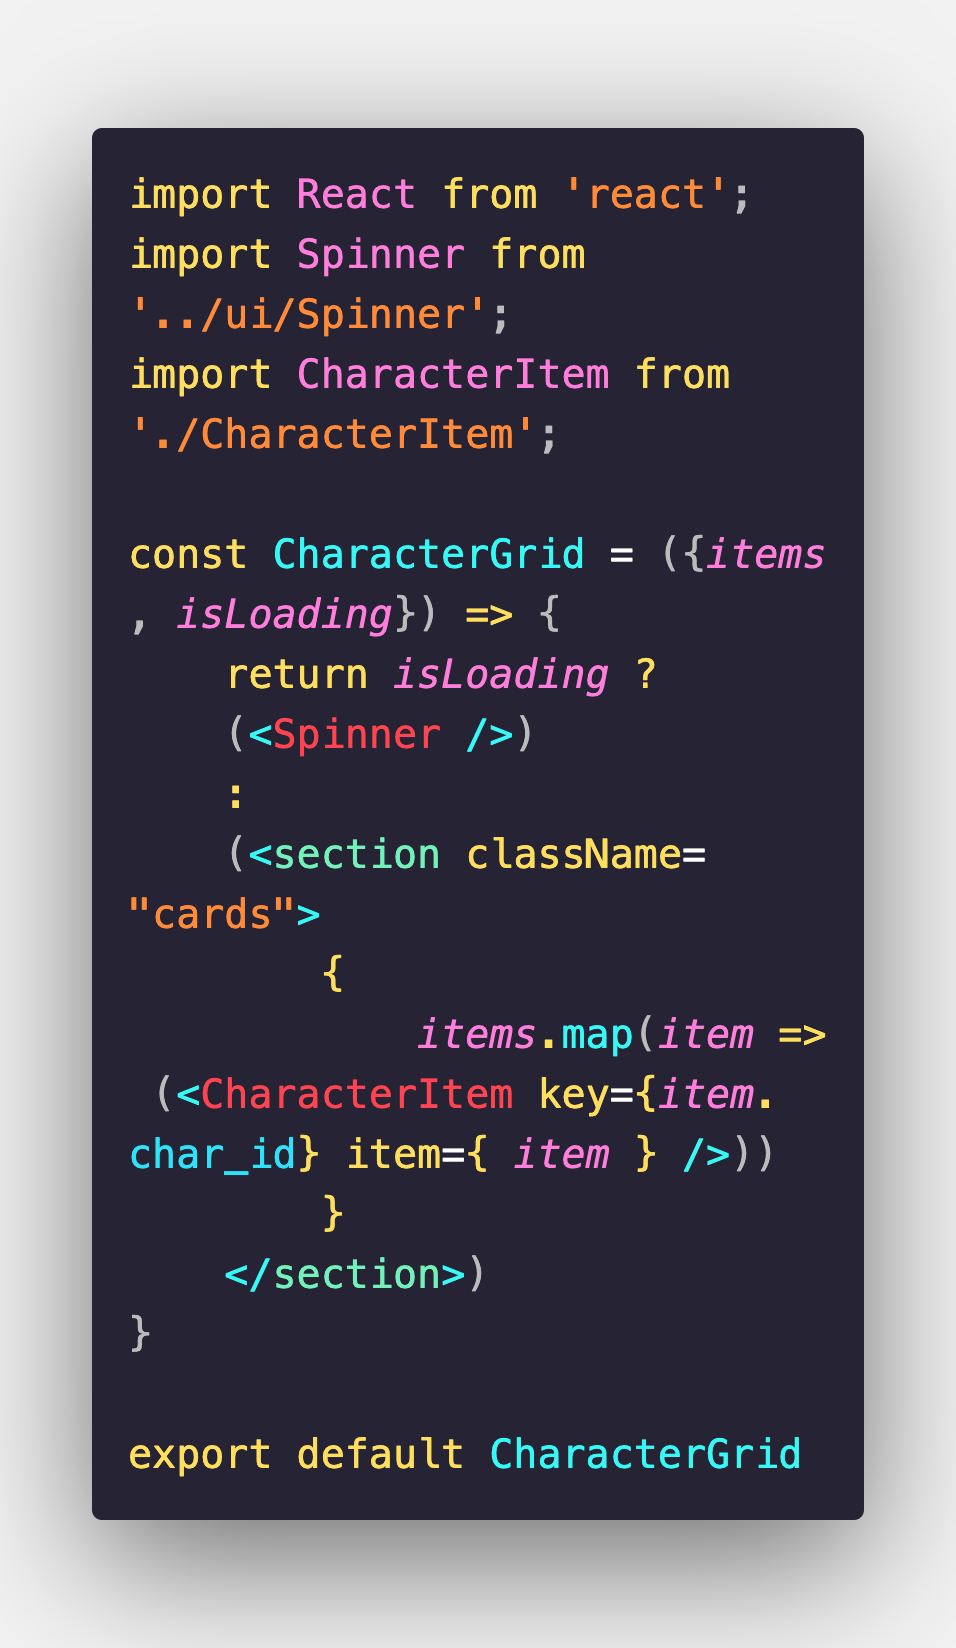 import React from 'react';
import Spinner from
'../ui/Spinner';
import CharacterItem from
'./CharacterItem';

const CharacterGrid = ({items
, isLoading}) => {
    return isLoading ?
    (<Spinner />)
    :
    (<section className=
"cards">
        {
            items.map(item =>
 (<CharacterItem key={item.
char_id} item={ item } />))
        }
    </section>)
}

export default CharacterGrid